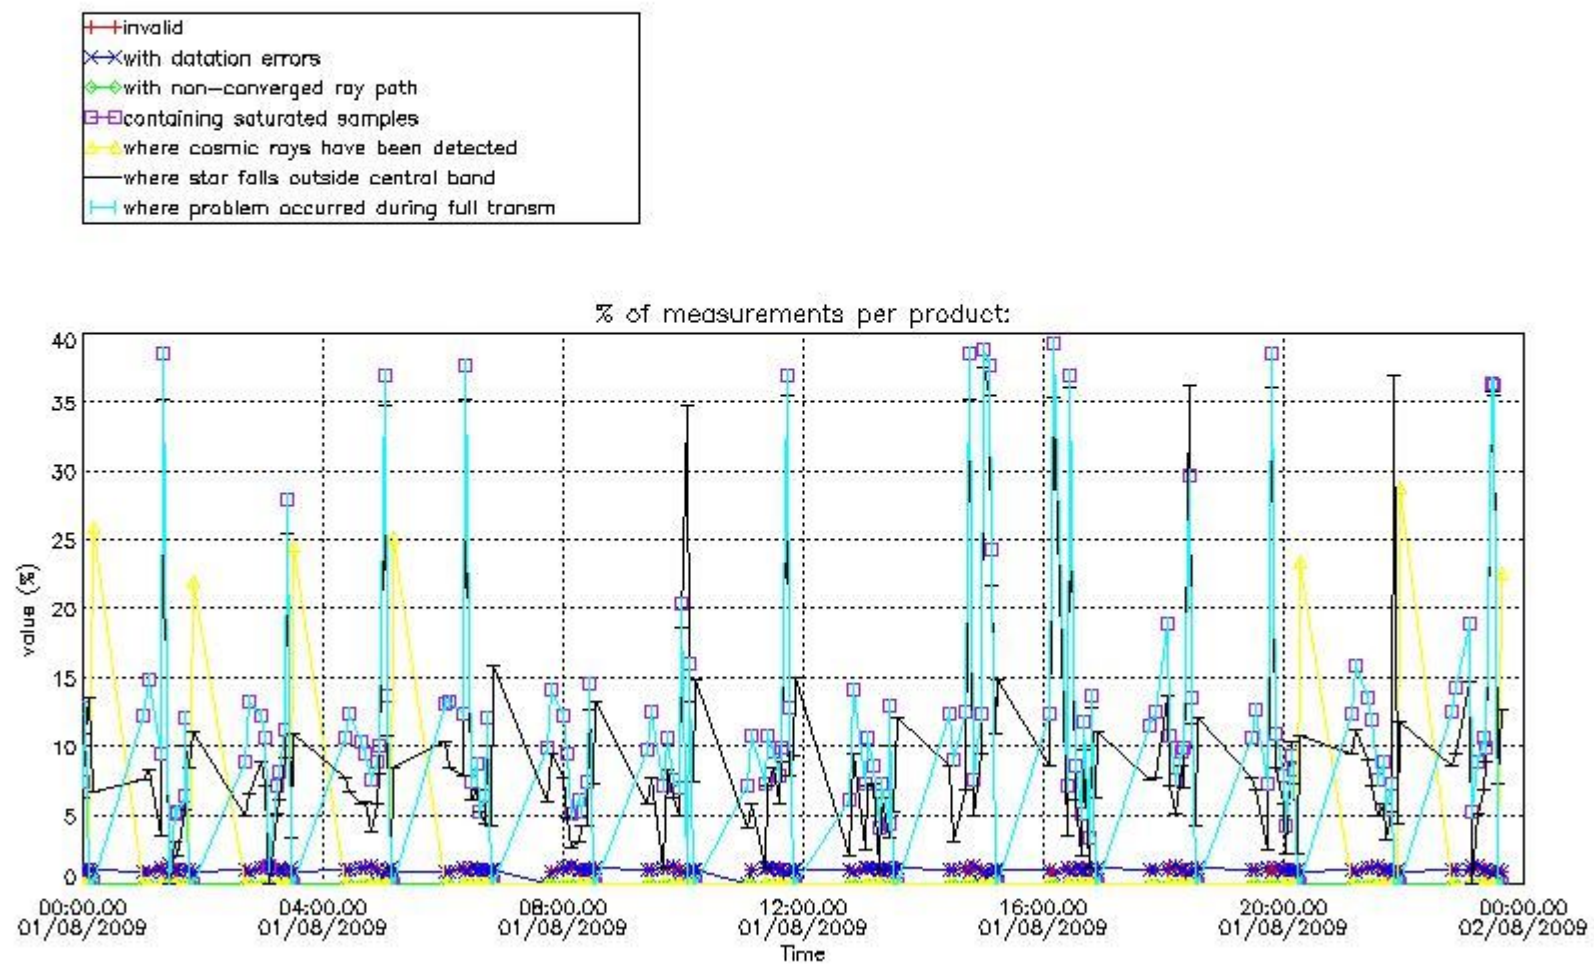 invalid
with datation errors
with non-converged ray path
containing saturated samples
where cosmic rays have been detected
where star falls outside central band
where problem occurred during full transm
% of measurements per product:
40
35
30
25
20
15
10
5
0
value (%)
00:00:00 04:00:00 08:00:00 12:00:00 16:00:00 20:00:00 00:00:00
01/08/2009 01/08/2009 01/08/2009 01/08/2009 01/08/2009 01/08/2009 02/08/2009
Time